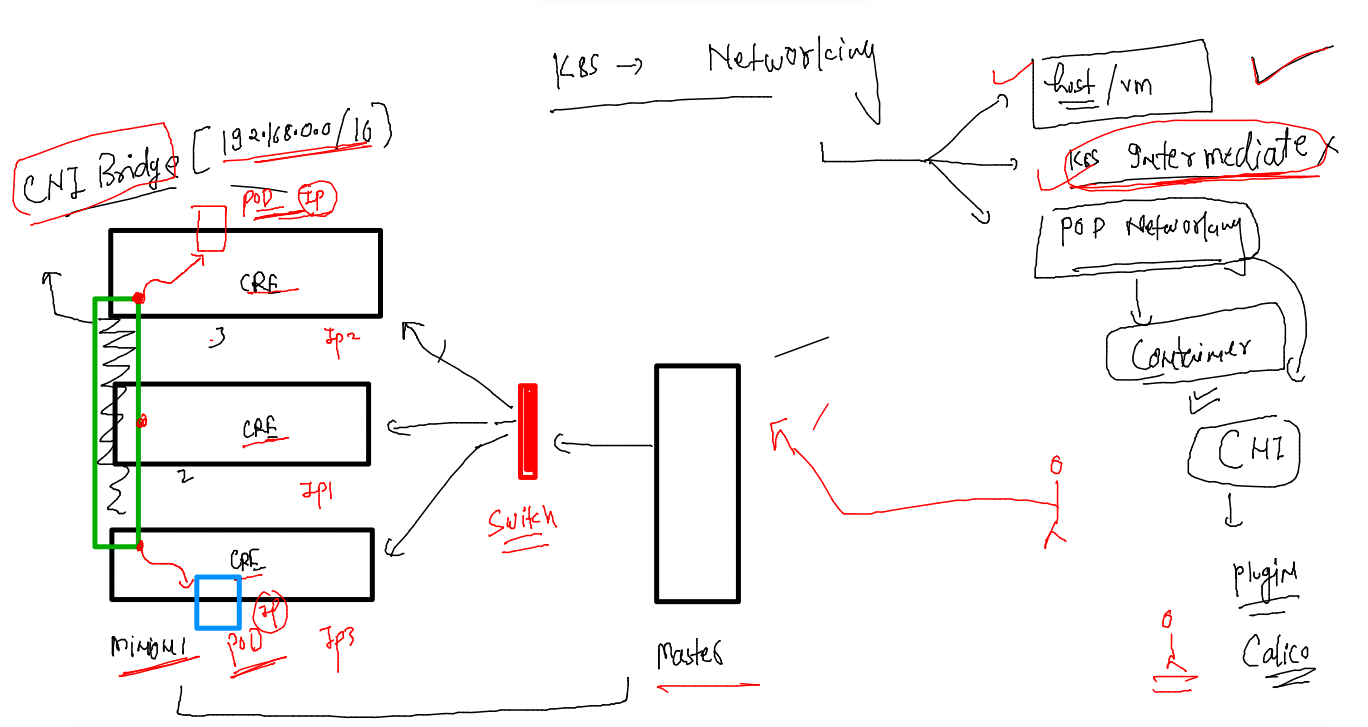 K8S → Networking
host/vm
K8S Intermediate
POD Networking
Container
CNI
plugin
Calico
CNI Bridge [192.168.0.0/16]
POD IP
CRE
3
Ip2
CRE
2
Ip1
CRE
Minion1
POD
IP
Ip3
Switch
Master